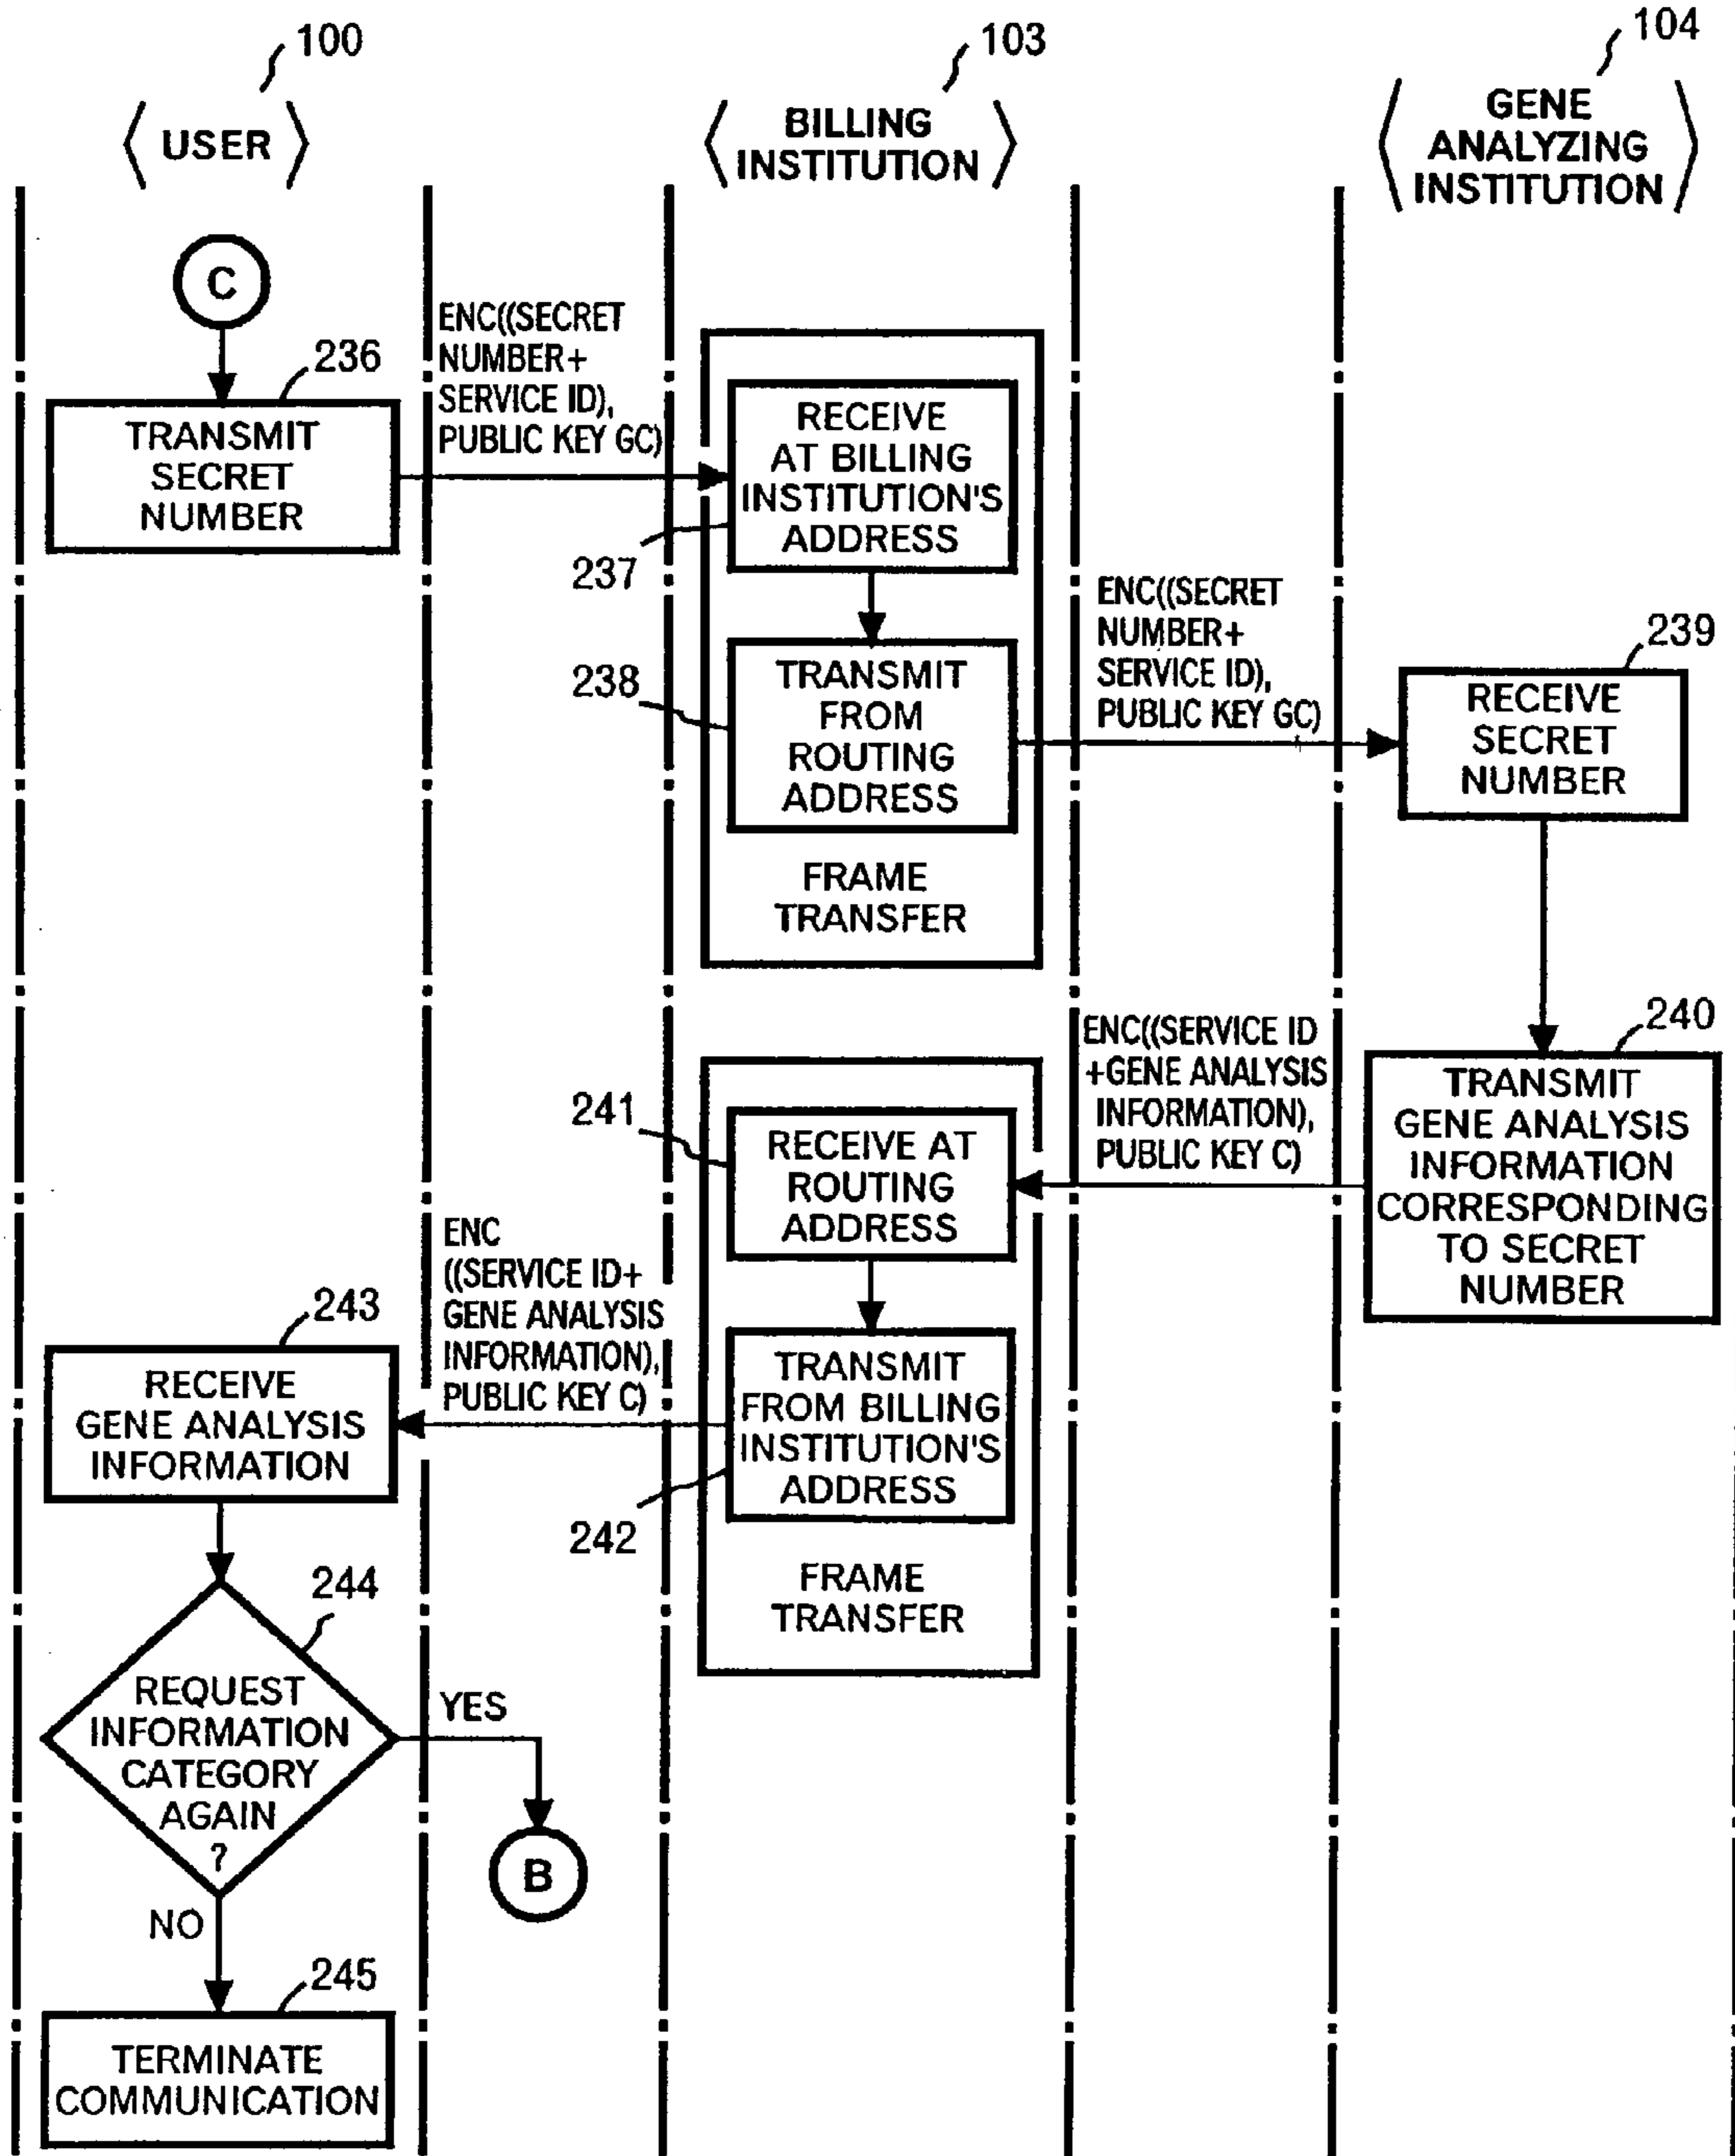 100
103
104
USER
BILLING
INSTITUTION
GENE
ANALYZING
INSTITUTION
C
236
TRANSMIT
SECRET
NUMBER
ENC((SECRET
NUMBER+
SERVICE ID),
PUBLIC KEY GC)
RECEIVE
AT BILLING
INSTITUTION'S
ADDRESS
237
238
TRANSMIT
FROM
ROUTING
ADDRESS
FRAME
TRANSFER
ENC((SECRET
NUMBER+
SERVICE ID),
PUBLIC KEY GC)
239
RECEIVE
SECRET
NUMBER
240
TRANSMIT
GENE ANALYSIS
INFORMATION
CORRESPONDING
TO SECRET
NUMBER
ENC((SERVICE ID
+GENE ANALYSIS
INFORMATION),
PUBLIC KEY C)
241
RECEIVE AT
ROUTING
ADDRESS
TRANSMIT
FROM BILLING
INSTITUTION'S
ADDRESS
242
FRAME
TRANSFER
ENC
((SERVICE ID+
GENE ANALYSIS
INFORMATION),
PUBLIC KEY C)
243
RECEIVE
GENE ANALYSIS
INFORMATION
244
REQUEST
INFORMATION
CATEGORY
AGAIN
?
YES
B
NO
245
TERMINATE
COMMUNICATION